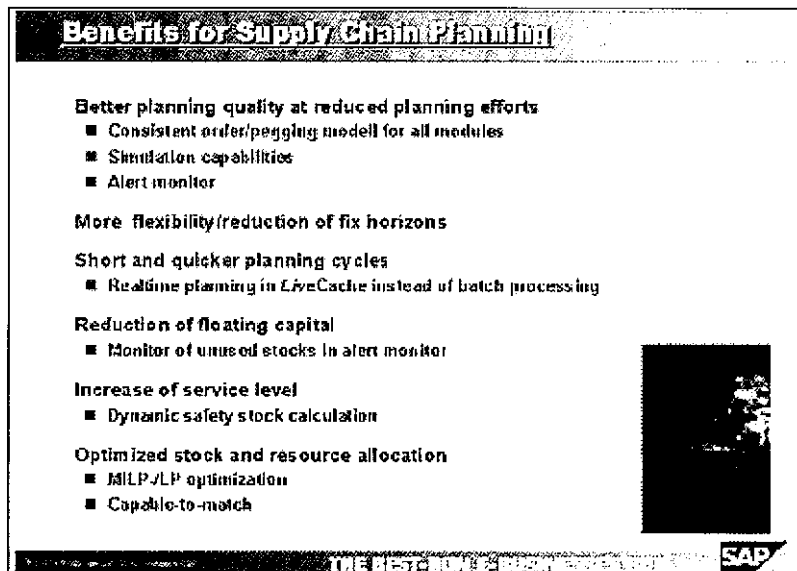 Benefits for Supply Chain Planning
Better planning quality at reduced planning efforts
■ Consistent order/pegging modell for all modules
■ Simulation capabilities
■ Alert monitor
More flexibility/reduction of fix horizons
Short and quicker planning cycles
■ Realtime planning in LiveCache instead of batch processing
Reduction of floating capital
■ Monitor of unused stocks in alert monitor
Increase of service level
■ Dynamic safety stock calculation
Optimized stock and resource allocation
■ MILP-/LP optimization
■ Capable-to-match
THE BEST-RUN
SAP